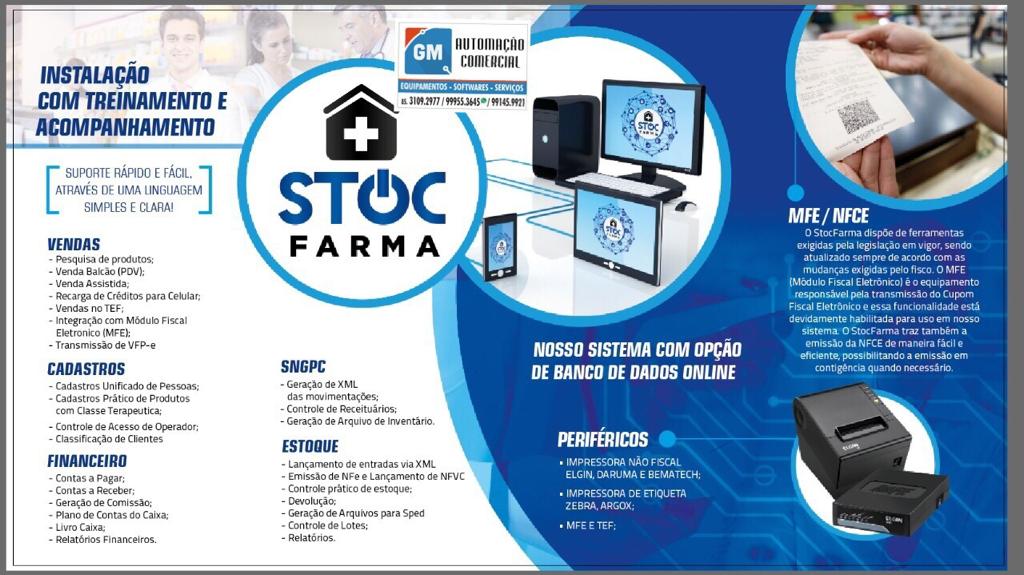 INSTALAÇÃO
COM TREINAMENTO E
ACOMPANHAMENTO
SUPORTE RÁPIDO E FÁCIL,
ATRAVÉS DE UMA LINGUAGEM
SIMPLES E CLARA!
VENDAS
- Pesquisa de produtos;
- Venda Balcão (PDV);
- Venda Assistida;
- Recarga de Créditos para Celular;
- Vendas no TEF;
- Integração com Módulo Fiscal
Eletronico (MFE);
- Transmissão de VFP-e
CADASTROS
- Cadastros Unificado de Pessoas;
- Cadastros Prático de Produtos
com Classe Terapeutica;
- Controle de Acesso de Operador;
- Classificação de Clientes
FINANCEIRO
- Contas a Pagar;
- Contas a Receber;
- Geração de Comissão;
- Plano de Contas do Caixa;
- Livro Caixa;
- Relatórios Financeiros.
STOC
FARMA
SNGPC
- Geração de XML
das movimentações;
- Controle de Receituários;
- Geração de Arquivo de Inventário.
ESTOQUE
- Lançamento de entradas via XML
- Emissão de NFe e Lançamento de NFVC
- Controle prático de estoque;
- Devolução;
- Geração de Arquivos para Sped
- Controle de Lotes;
- Relatórios.
GM
AUTOMAÇÃO
COMERCIAL
EQUIPAMENTOS - SOFTWARES - SERVIÇOS
85. 3109.2977 / 99955.3645 / 99145.9921
STOC
FARMA
STOC
FARMA
STOC
FARMA
NOSSO SISTEMA COM OPÇÃO
DE BANCO DE DADOS ONLINE
PERIFÉRICOS
• IMPRESSORA NÃO FISCAL
ELGIN, DARUMA E BEMATECH;
• IMPRESSORA DE ETIQUETA
ZEBRA, ARGOX;
• MFE E TEF;
MFE / NFCE
O StocFarma dispõe de ferramentas
exigidas pela legislação em vigor, sendo
atualizado sempre de acordo com as
mudanças exigidas pelo fisco. O MFE
(Módulo Fiscal Eletrônico) é o equipamento
responsável pela transmissão do Cupom
Fiscal Eletrônico e essa funcionalidade está
devidamente habilitada para uso em nosso
sistema. O StocFarma traz também a
emissão da NFCE de maneira fácil e
eficiente, possibilitando a emissão em
contigência quando necessário.
ELGIN
ELGIN